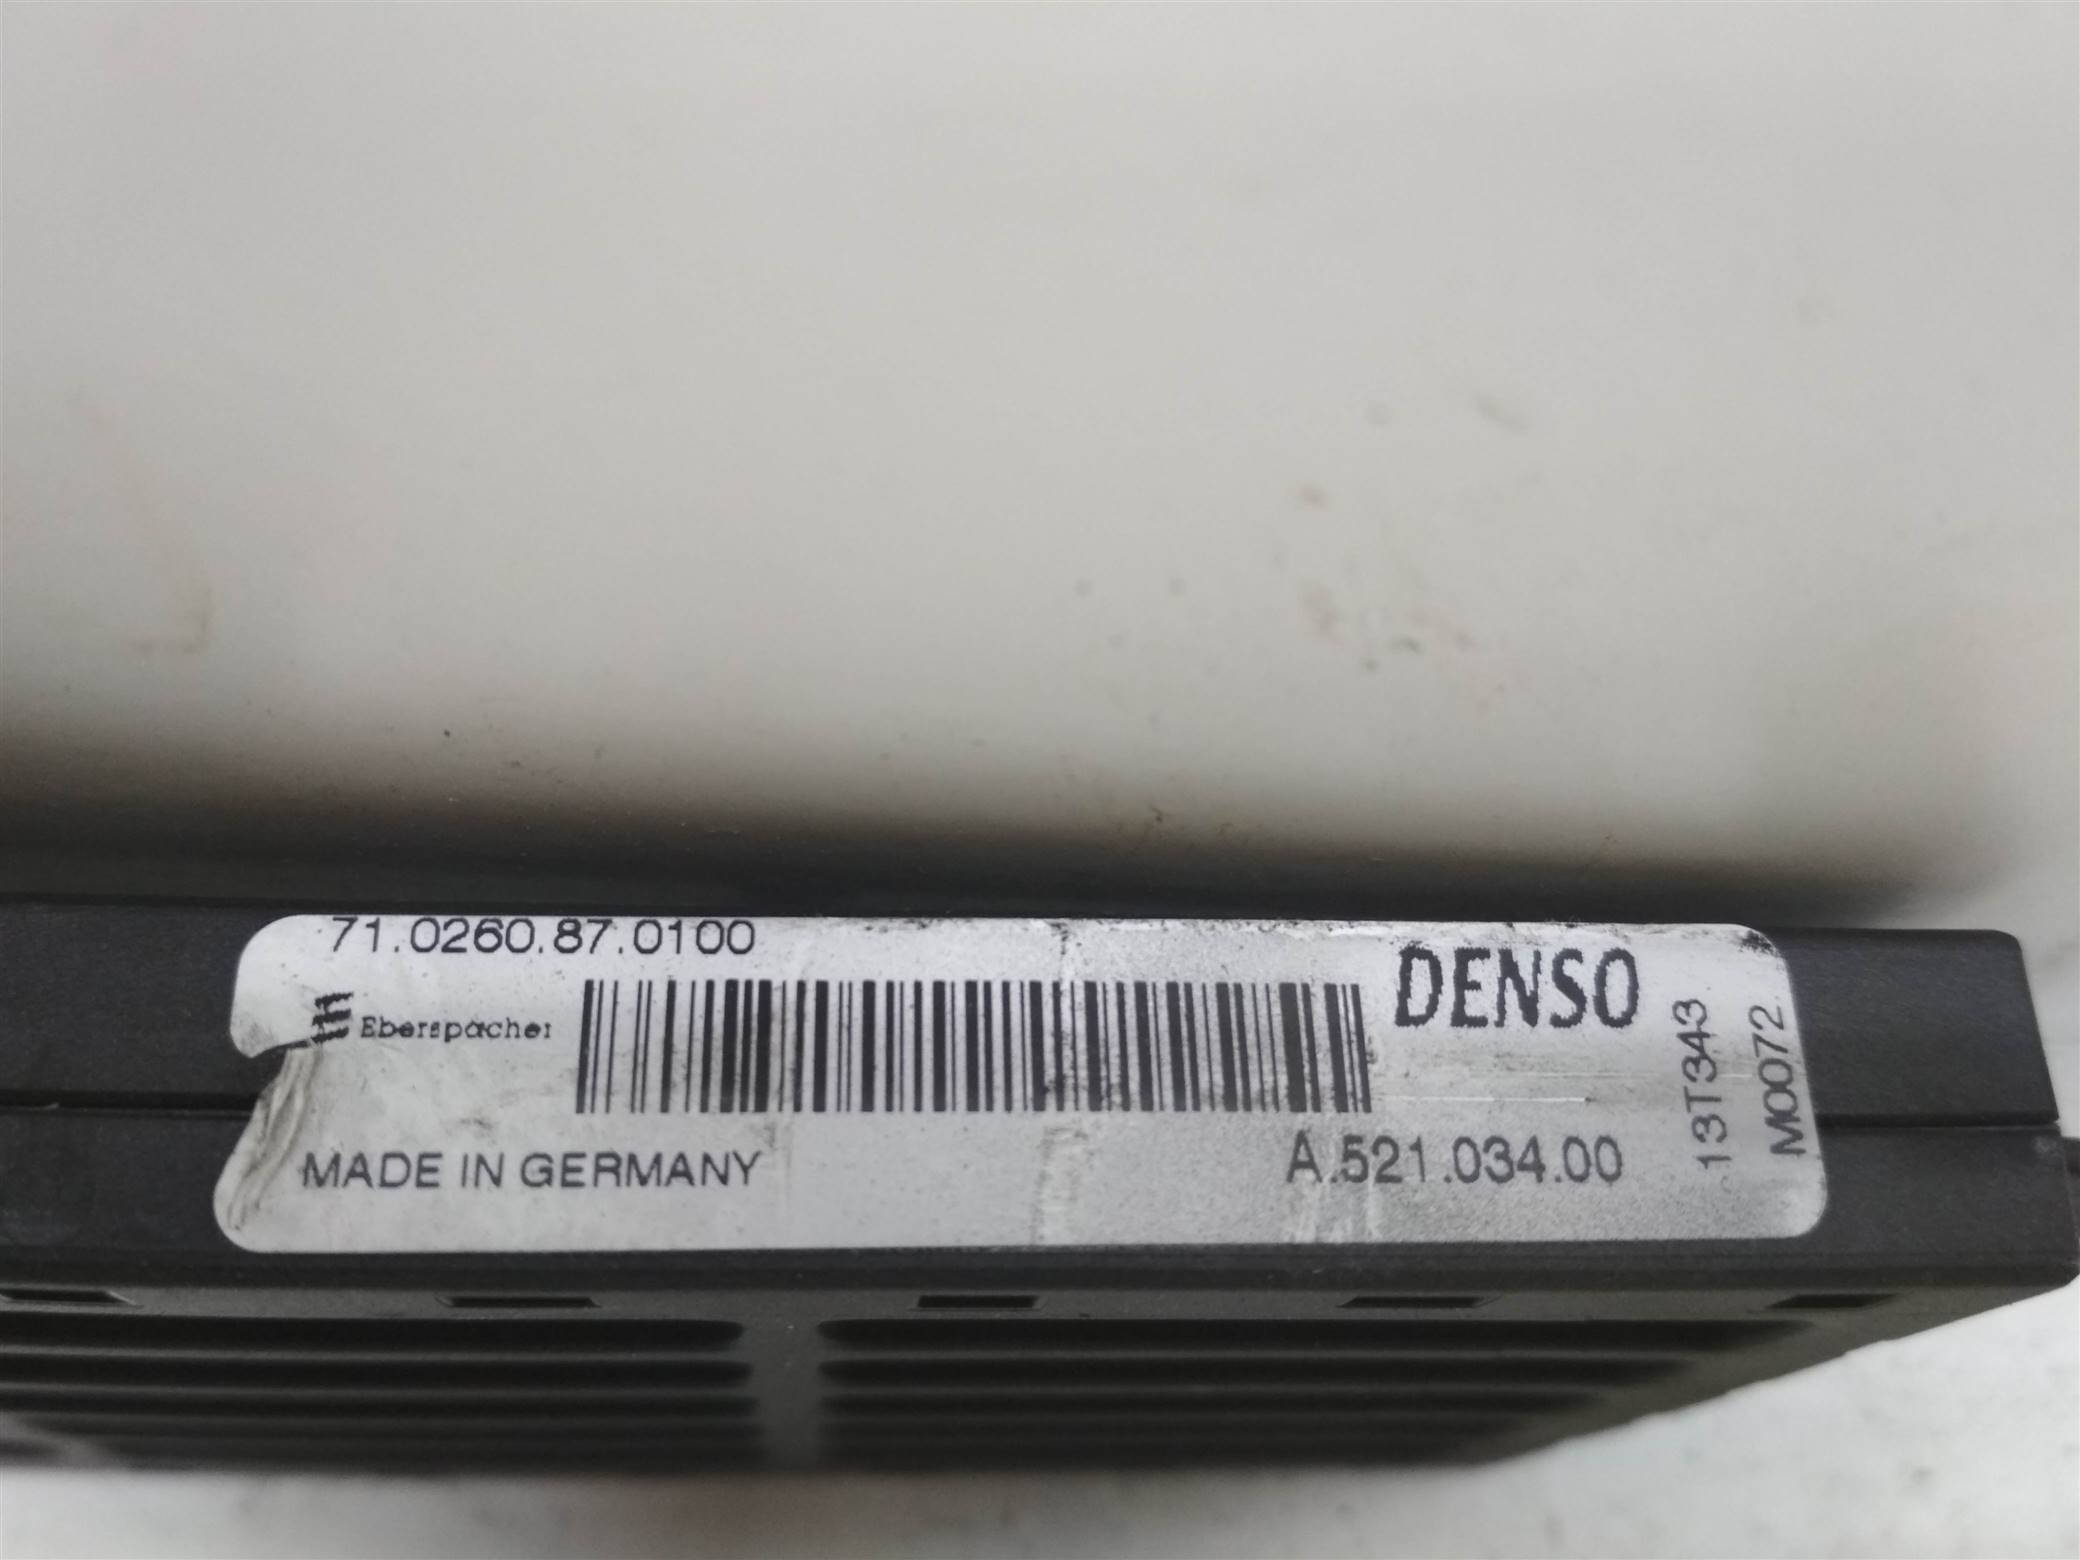 71.0260.87.0100
Eberspächer
DENSO
MADE IN GERMANY
A.521.034.00
13T343
M0072